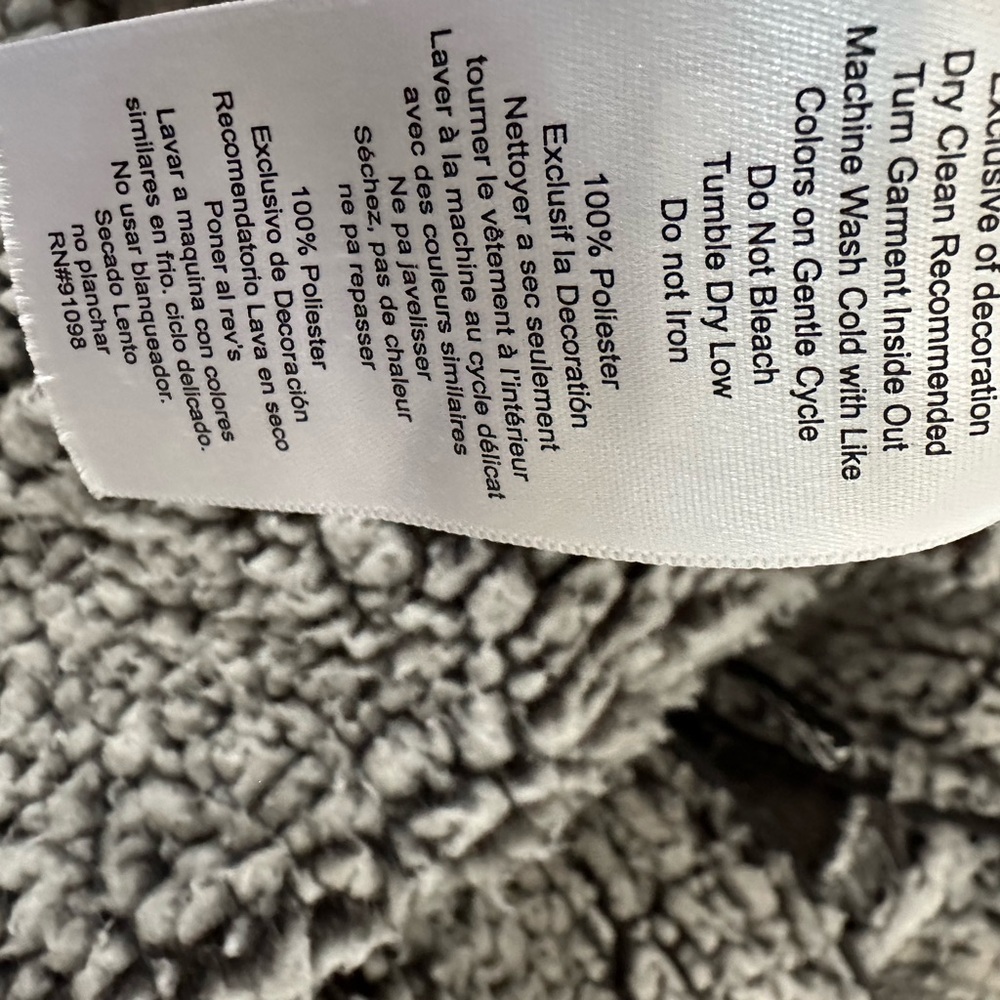 Exclusive of decoration
Dry Clean Recommended
Turn Garment Inside Out
Machine Wash Cold with Like
Colors on Gentle Cycle
Do Not Bleach
Tumble Dry Low
Do not Iron
100% Poliester
Exclusif la Decoratión
Nettoyer a sec seulement
tourner le vêtement à l'intérieur
Laver à la machine au cycle délicat
avec des couleurs similaires
Ne pa javelisser
Séchez, pas de chaleur
ne pa repasser
100% Poliester
Exclusivo de Decoración
Recomendatorio Lava en seco
Poner al rev's
Lavar a maquina con colores
similares en frio. ciclo delicado.
No usar blanqueador.
Secado Lento
no planchar
RN##91098